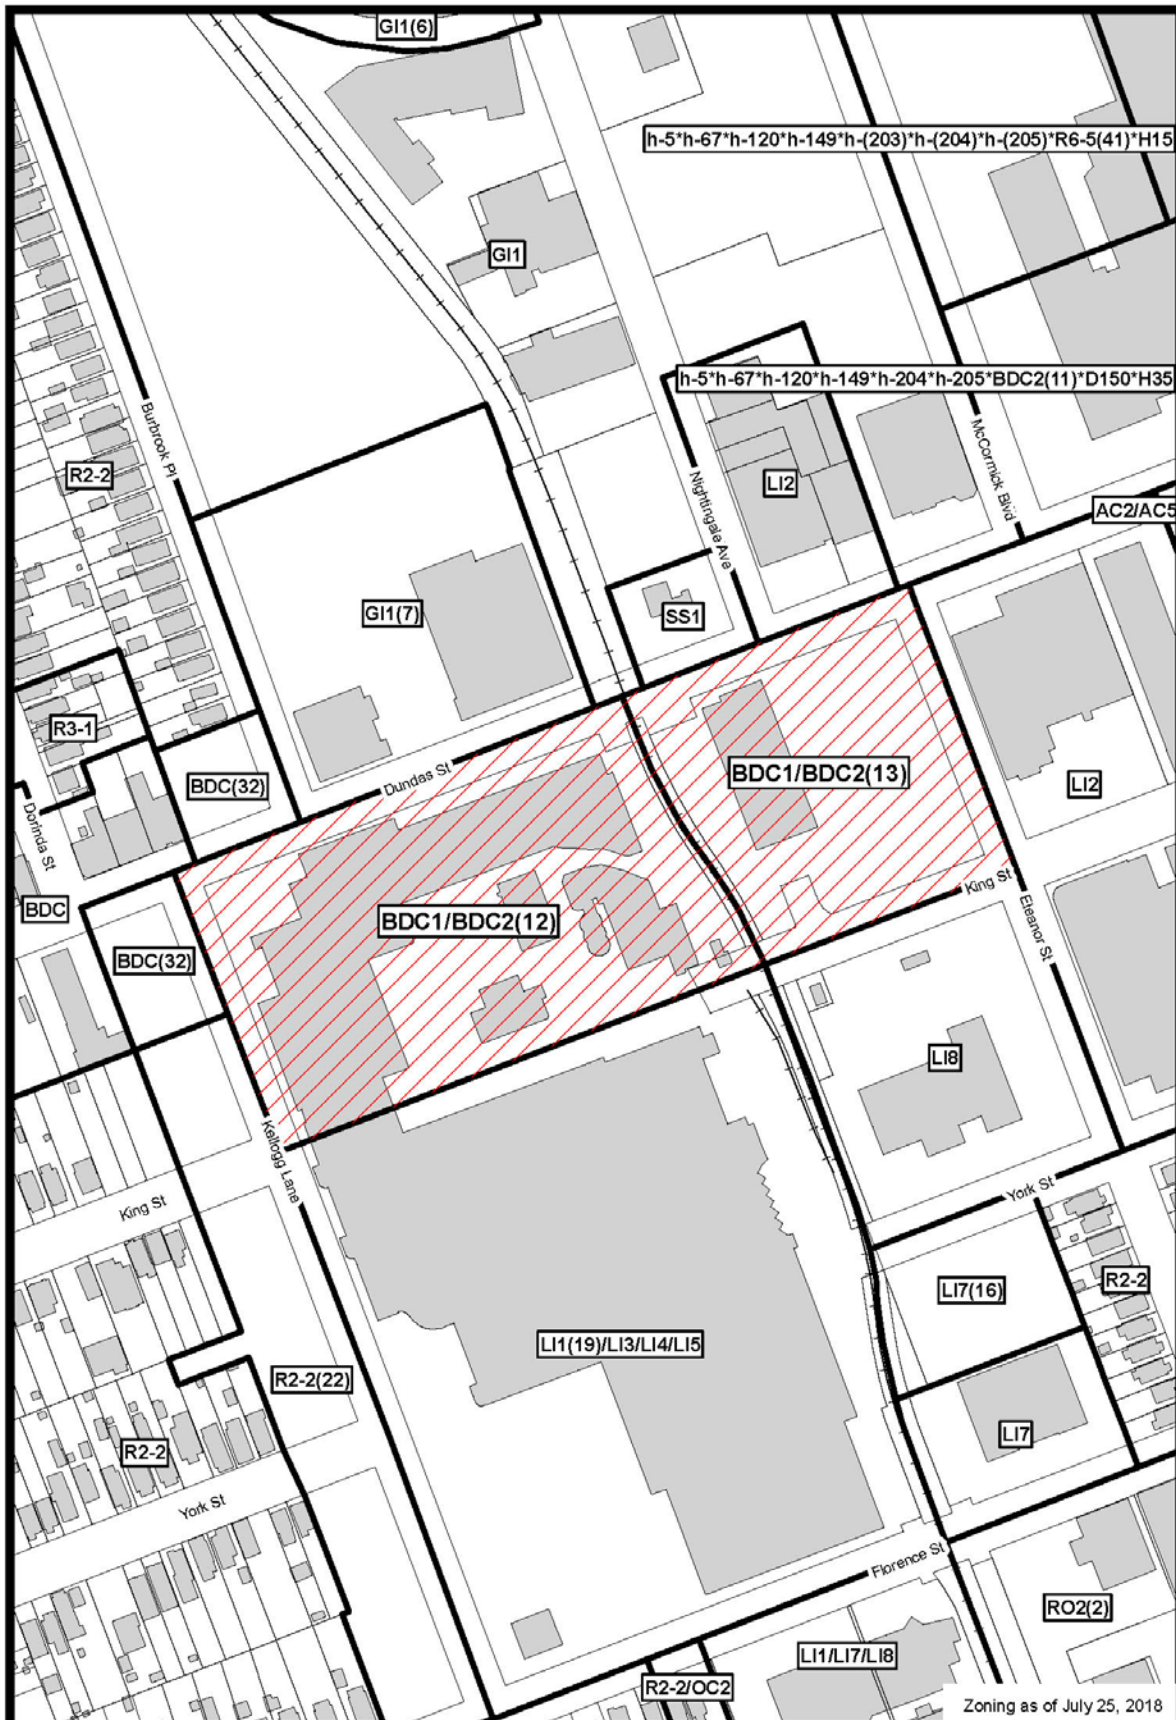 GI1(6)
h-5*h-67*h-120*h-149*h-(203)*h-(204)*h-(205)*R6-5(41)*H15
GI1
h-5*h-67*h-120*h-149*h-204*h-205*BDC2(11)*D150*H35
Burbrook Pl
McCormick Blvd
R2-2
Nightingale Ave
LI2
AC2/AC5
GI1(7)
SS1
R3-1
Dundas St
BDC(32)
BDC1/BDC2(13)
LI2
Dorinda St
King St
BDC
BDC1/BDC2(12)
Eleanor St
BDC(32)
LI8
Kellogg Lane
King St
York St
R2-2
LI7(16)
LI1(19)/LI3/LI4/LI5
R2-2(22)
LI7
R2-2
York St
Florence St
RO2(2)
LI1/LI7/LI8
R2-2/OC2
Zoning as of July 25, 2018